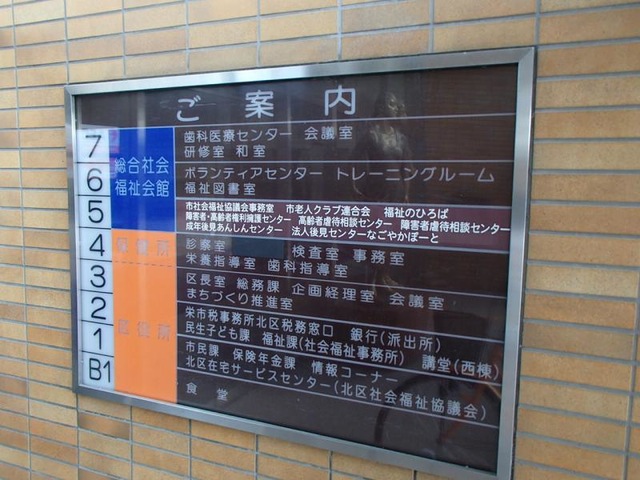 ご案内
7
歯科医療センター 会議室
研修室 和室
総合社会
福祉会館
6
ボランティアセンター トレーニングルーム
福祉図書室
5
市社会福祉協議会事務室 市老人クラブ連合会 福祉のひろば
障害者・高齢者権利擁護センター 高齢者虐待相談センター 障害者虐待相談センター
成年後見あんしんセンター 法人後見センターなごやかぽーと
4
保健所
診察室 検査室 事務室
栄養指導室 歯科指導室
3
区長室 総務課 企画経理室 会議室
まちづくり推進室
2
区役所
栄市税事務所北区税務窓口 銀行(派出所)
民生子ども課 福祉課(社会福祉事務所) 講堂(西棟)
1
市民課 保険年金課 情報コーナー
北区在宅サービスセンター(北区社会福祉協議会)
B1
食堂